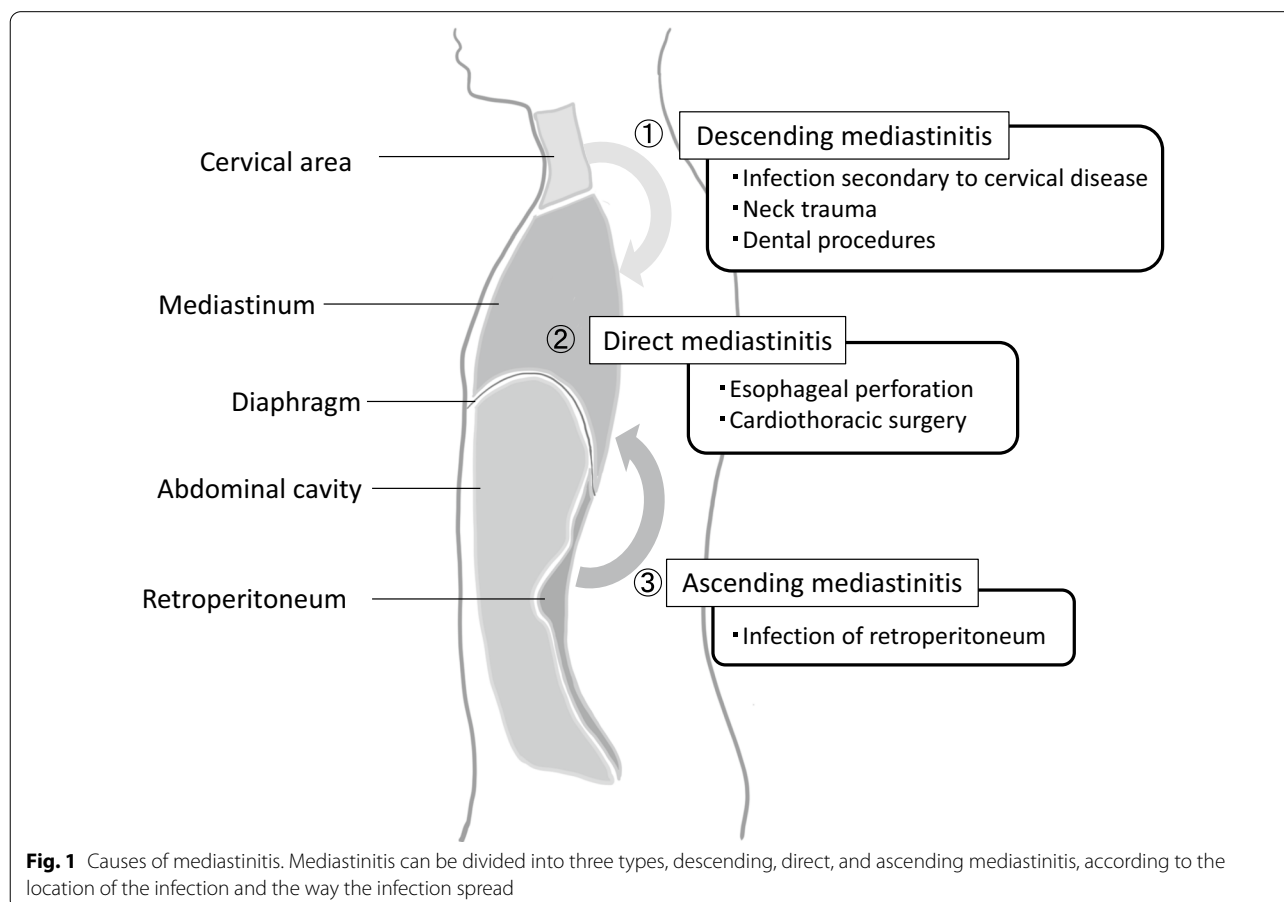 Cervical area
Mediastinum
Diaphragm
Abdominal cavity
Retroperitoneum
① Descending mediastinitis
▪Infection secondary to cervical disease
▪Neck trauma
▪Dental procedures
② Direct mediastinitis
▪Esophageal perforation
▪Cardiothoracic surgery
③ Ascending mediastinitis
▪Infection of retroperitoneum
Fig. 1 Causes of mediastinitis. Mediastinitis can be divided into three types, descending, direct, and ascending mediastinitis, according to the
location of the infection and the way the infection spread